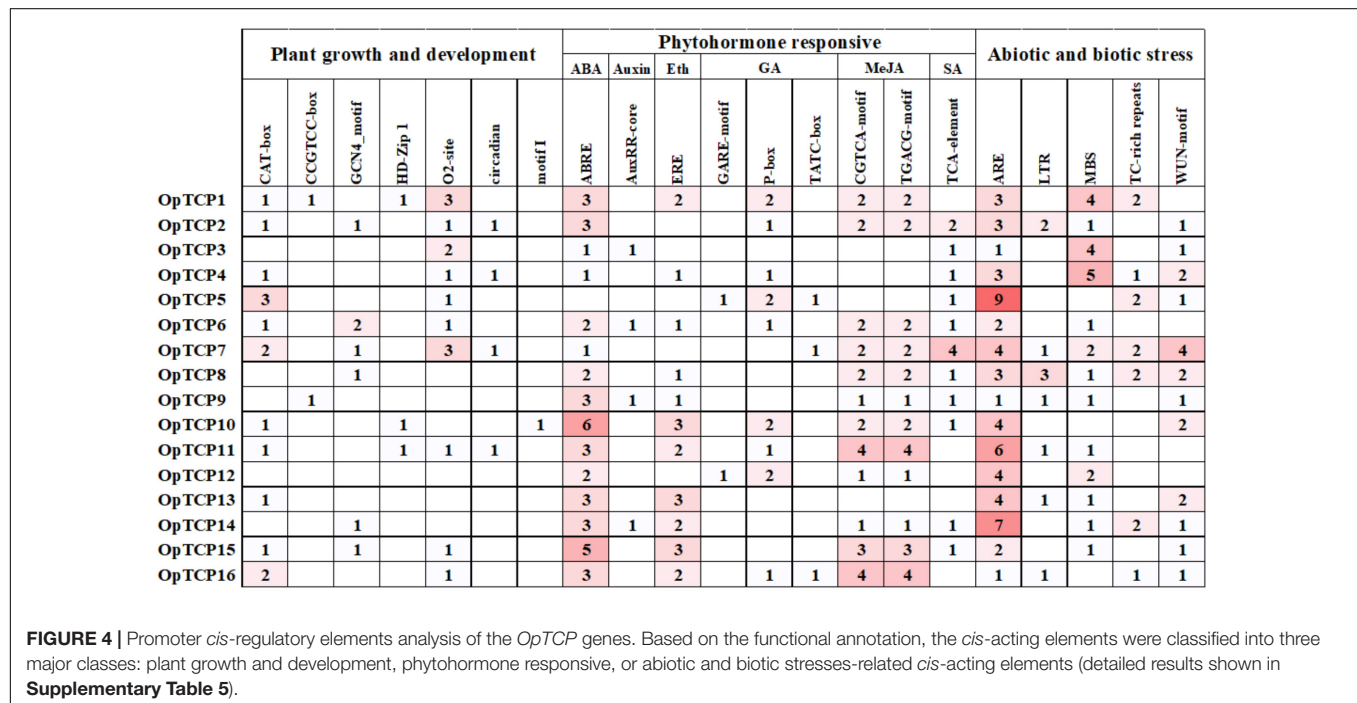 Plant growth and development Phytohormone responsive Abiotic and biotic stress
ABA Auxin Eth GA MeJA SA
CAT-box CCGTCC-box GCN4_motif HD-Zip 1 O2-site circadian motif I ABRE AuxRR-core ERE GARE-motif P-box TATC-box CGTCA-motif TGACG-motif TCA-element ARE LTR MBS TC-rich repeats WUN-motif
OpTCP1 1 1 1 3 3 2 2 2 2 3 4 2
OpTCP2 1 1 1 1 3 1 2 2 2 3 2 1 1
OpTCP3 2 1 1 1 1 4 1
OpTCP4 1 1 1 1 1 1 1 3 5 1 2
OpTCP5 3 1 1 2 1 1 9 2 1
OpTCP6 1 2 1 2 1 1 1 2 2 1 2 1
OpTCP7 2 1 3 1 1 1 2 2 4 4 1 2 2 4
OpTCP8 1 2 1 2 2 1 3 3 1 2 2
OpTCP9 1 3 1 1 1 1 1 1 1 1 1
OpTCP10 1 1 1 6 3 2 2 2 1 4 2
OpTCP11 1 1 1 1 3 2 1 4 4 6 1 1
OpTCP12 2 1 2 1 1 4 2
OpTCP13 1 3 3 4 1 1 2
OpTCP14 1 3 1 2 1 1 1 7 1 2 1
OpTCP15 1 1 1 5 3 3 3 1 2 1 1
OpTCP16 2 1 3 2 1 1 4 4 1 1 1 1
FIGURE 4 | Promoter cis-regulatory elements analysis of the OpTCP genes. Based on the functional annotation, the cis-acting elements were classified into three
major classes: plant growth and development, phytohormone responsive, or abiotic and biotic stresses-related cis-acting elements (detailed results shown in
Supplementary Table 5).